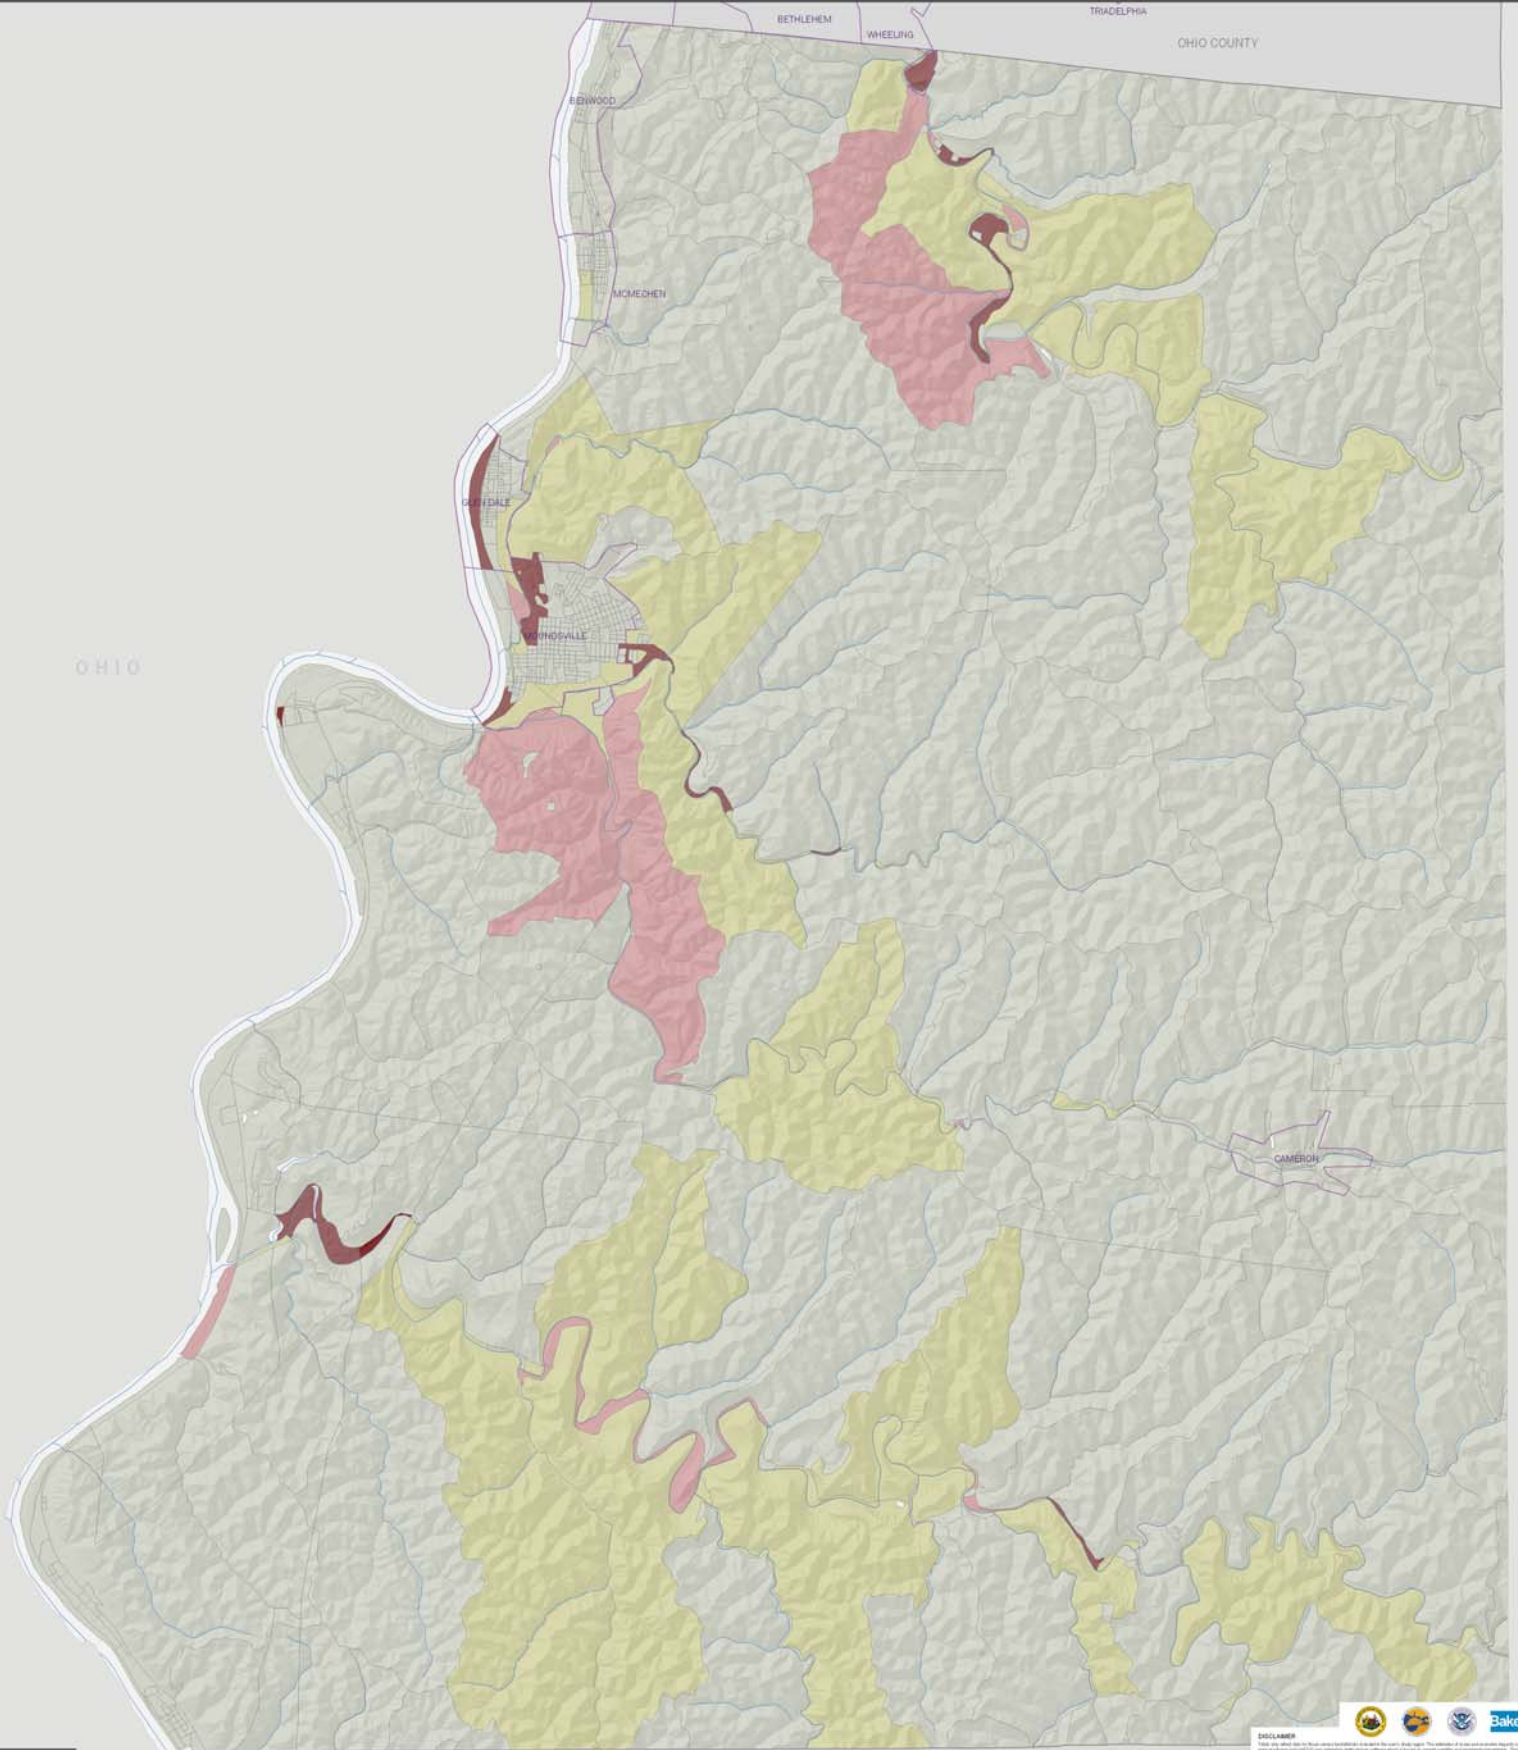 TRIADELPHIA
BETHLEHEM
WHEELING
OHIO COUNTY
BENWOOD
MCMECHEN
GLEN DALE
MOUNDSVILLE
OHIO
CAMERON
DISCLAIMER